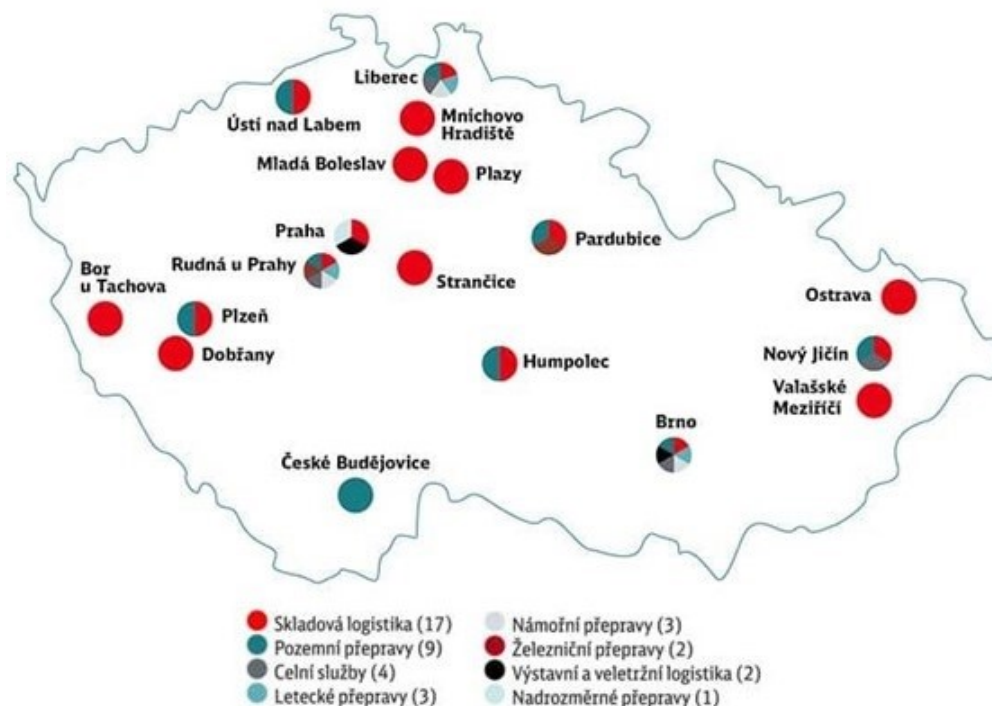 Liberec
Ústí nad Labem
Mnichovo
Hradiště
Mladá Boleslav
Plazy
Praha
Pardubice
Rudná u Prahy
Strančice
Bor
u Tachova
Ostrava
Plzeň
Dobřany
Humpolec
Nový Jičín
Valašské
Meziříčí
Brno
České Budějovice
Skladová logistika (17)
Pozemní přepravy (9)
Celní služby (4)
Letecké přepravy (3)
Námořní přepravy (3)
Železniční přepravy (2)
Výstavní a veletržní logistika (2)
Nadrozměrné přepravy (1)